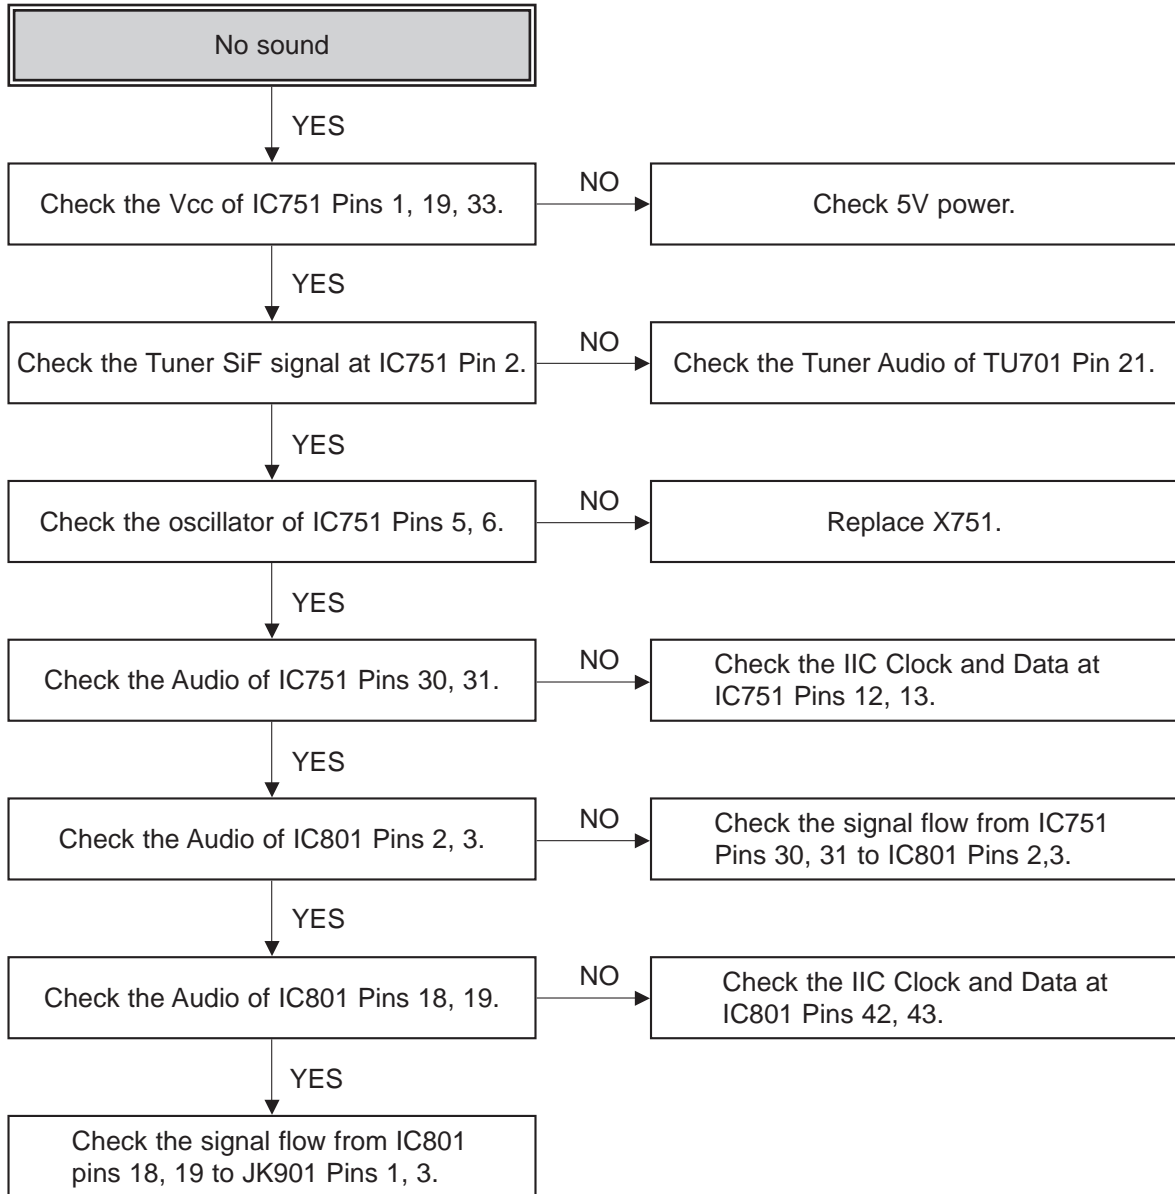 No sound
YES
Check the Vcc of IC751 Pins 1, 19, 33.
NO
Check 5V power.
YES
Check the Tuner SiF signal at IC751 Pin 2.
NO
Check the Tuner Audio of TU701 Pin 21.
YES
Check the oscillator of IC751 Pins 5, 6.
NO
Replace X751.
YES
Check the Audio of IC751 Pins 30, 31.
NO
Check the IIC Clock and Data at
IC751 Pins 12, 13.
YES
Check the Audio of IC801 Pins 2, 3.
NO
Check the signal flow from IC751
Pins 30, 31 to IC801 Pins 2,3.
YES
Check the Audio of IC801 Pins 18, 19.
NO
Check the IIC Clock and Data at
IC801 Pins 42, 43.
YES
Check the signal flow from IC801
pins 18, 19 to JK901 Pins 1, 3.